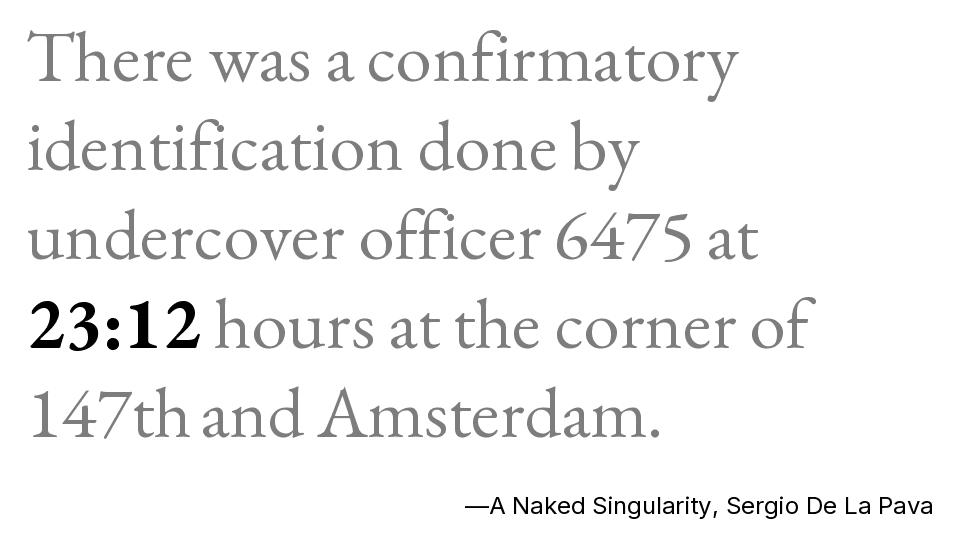 There was a confirmatory
identification done by
undercover officer 6475 at
23:12 hours at the corner of
147th and Amsterdam.
—A Naked Singularity, Sergio De La Pava